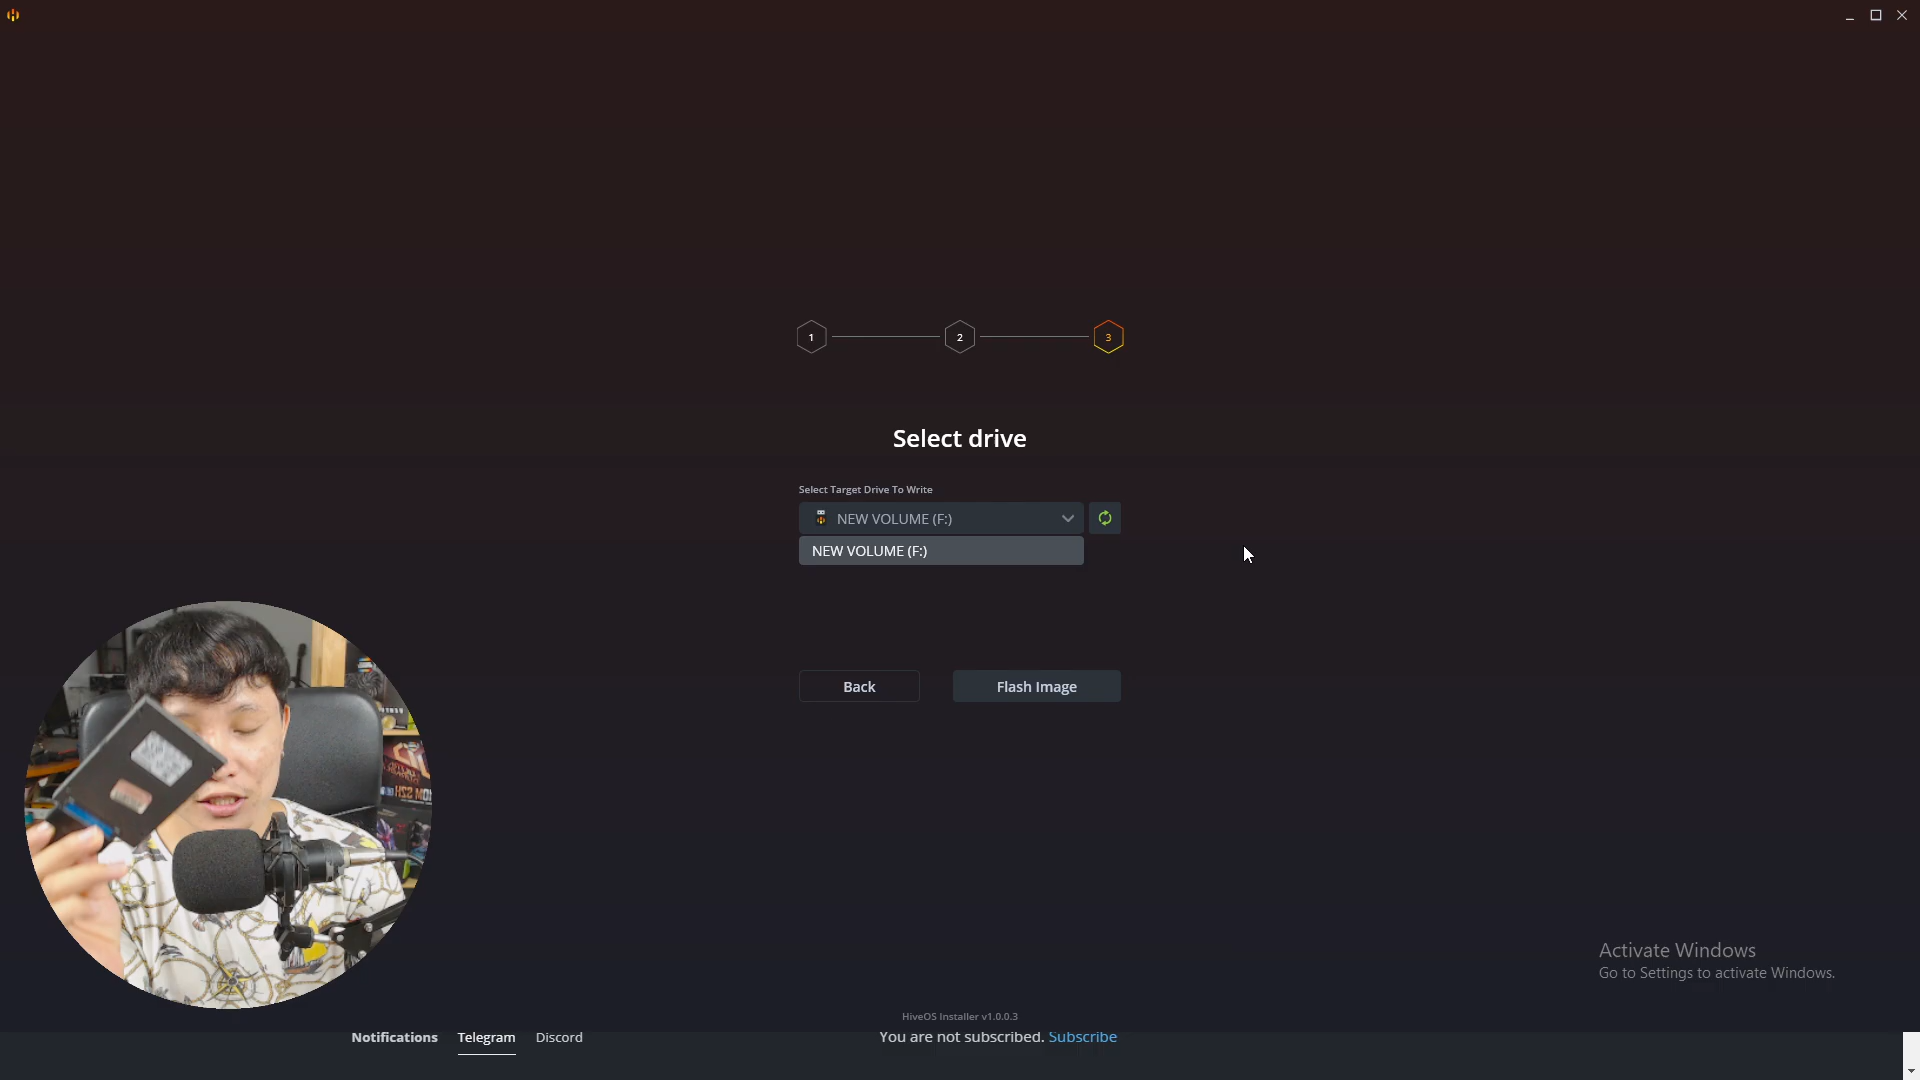 1
2
3
Select drive
Select Target Drive To Write
NEW VOLUME (F:)
NEW VOLUME (F:)
Back
Flash Image
Activate Windows
Go to Settings to activate Windows.
HiveOS Installer v1.0.0.3
Notifications Telegram Discord
You are not subscribed. Subscribe